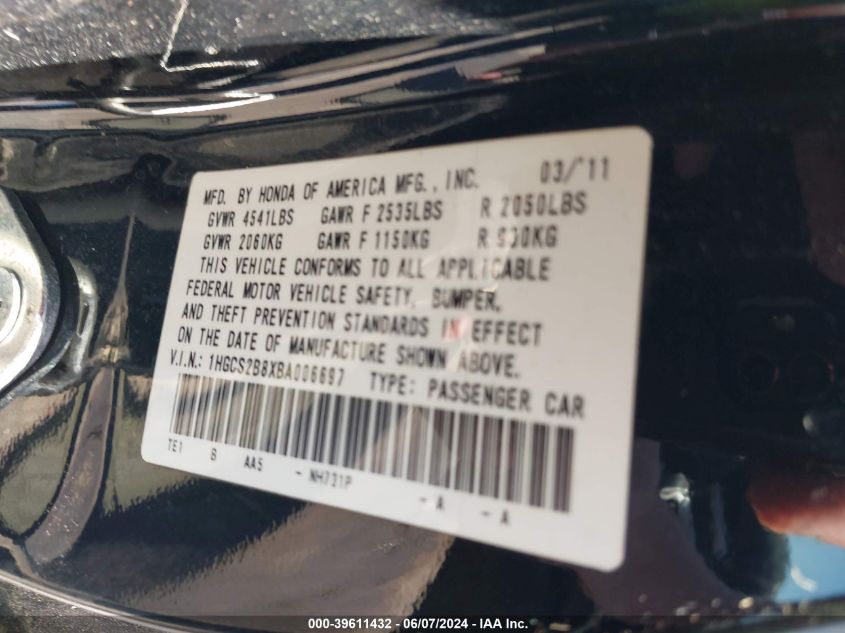 MFD. BY HONDA OF AMERICA MFG., INC. 03/'11
GVWR 4541LBS GAWR F 2535LBS R 2050LBS
GVWR 2060KG GAWR F 1150KG R 930KG
THIS VEHICLE CONFORMS TO ALL APPLICABLE
FEDERAL MOTOR VEHICLE SAFETY, BUMPER,
AND THEFT PREVENTION STANDARDS IN EFFECT
ON THE DATE OF MANUFACTURE SHOWN ABOVE.
V.I.N.: 1HGCS2B8XBA006697 TYPE: PASSENGER CAR
TE1 B AA5 - NH731P - A - A
000-39611432 - 06/07/2024 - IAA Inc.